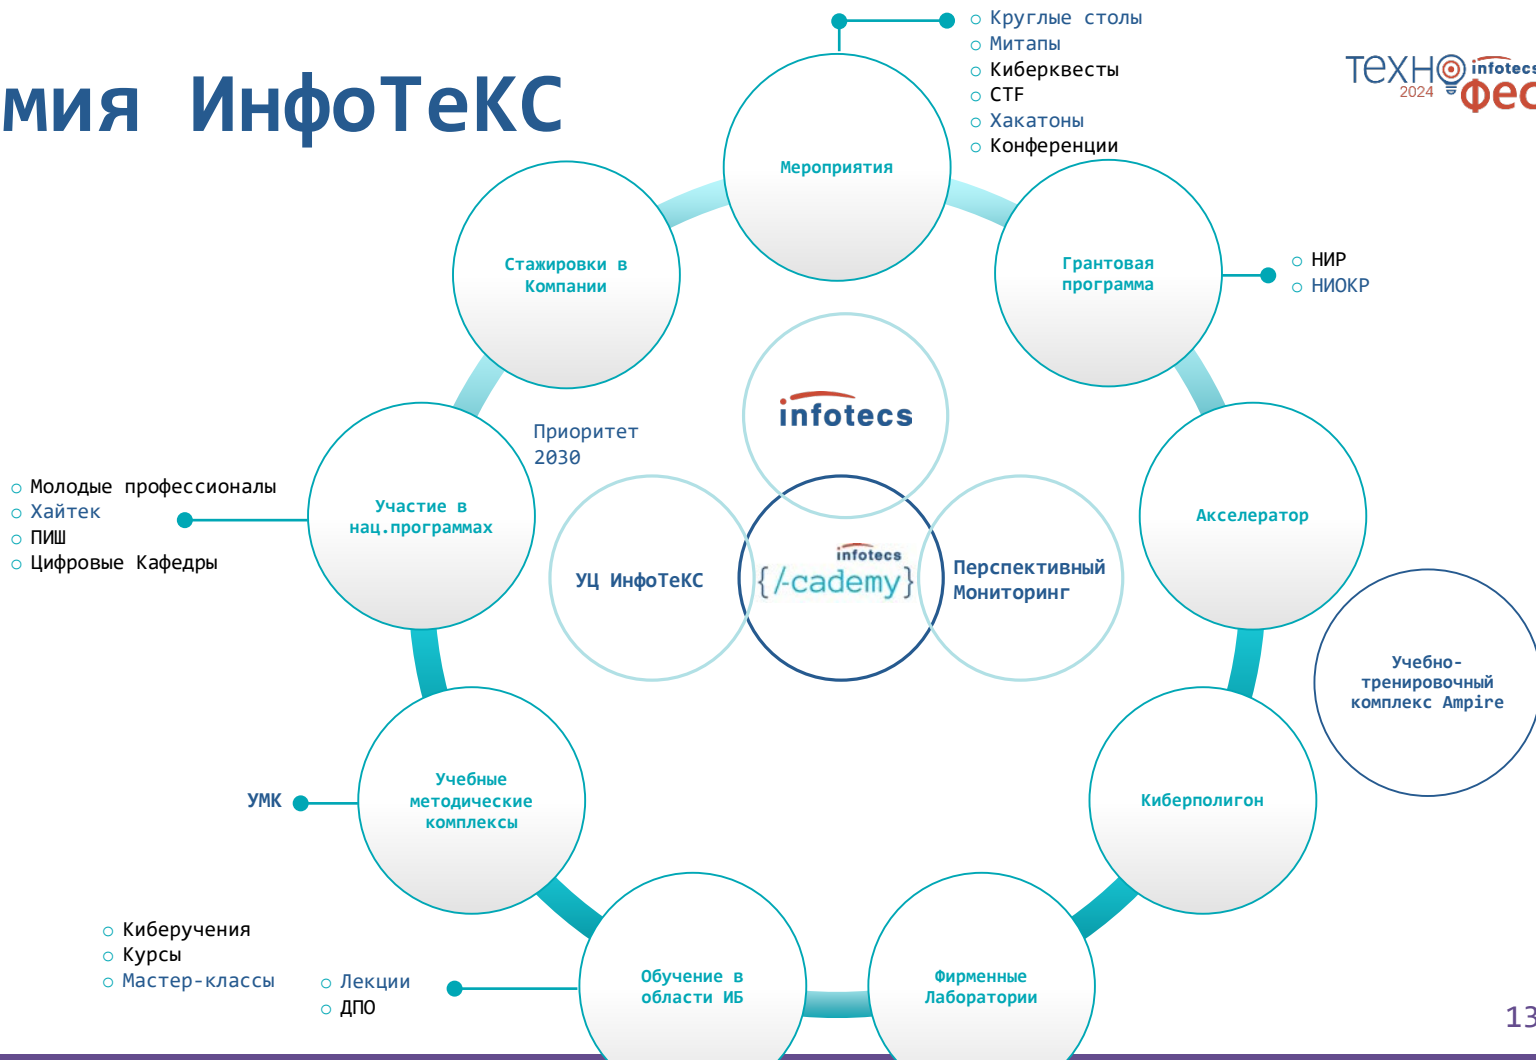 мия ИнфоТеКС
Круглые столы
Митапы
Киберквесты
CTF
Хакатоны
Конференции
ТЕХНО infotecs
2024 ФЕС
Мероприятия
Стажировки в
Компании
Грантовая
программа
НИР
НИОКР
infotecs
Приоритет
2030
Молодые профессионалы
Хайтек
ПИШ
Цифровые Кафедры
Участие в
нац.программах
Акселератор
УЦ ИнфоТеКС
infotecs
{/-cademy}
Перспективный
Мониторинг
Учебно-
тренировочный
комплекс Ampire
УМК
Учебные
методические
комплексы
Киберполигон
Киберучения
Курсы
Мастер-классы
Лекции
ДПО
Обучение в
области ИБ
Фирменные
Лаборатории
13